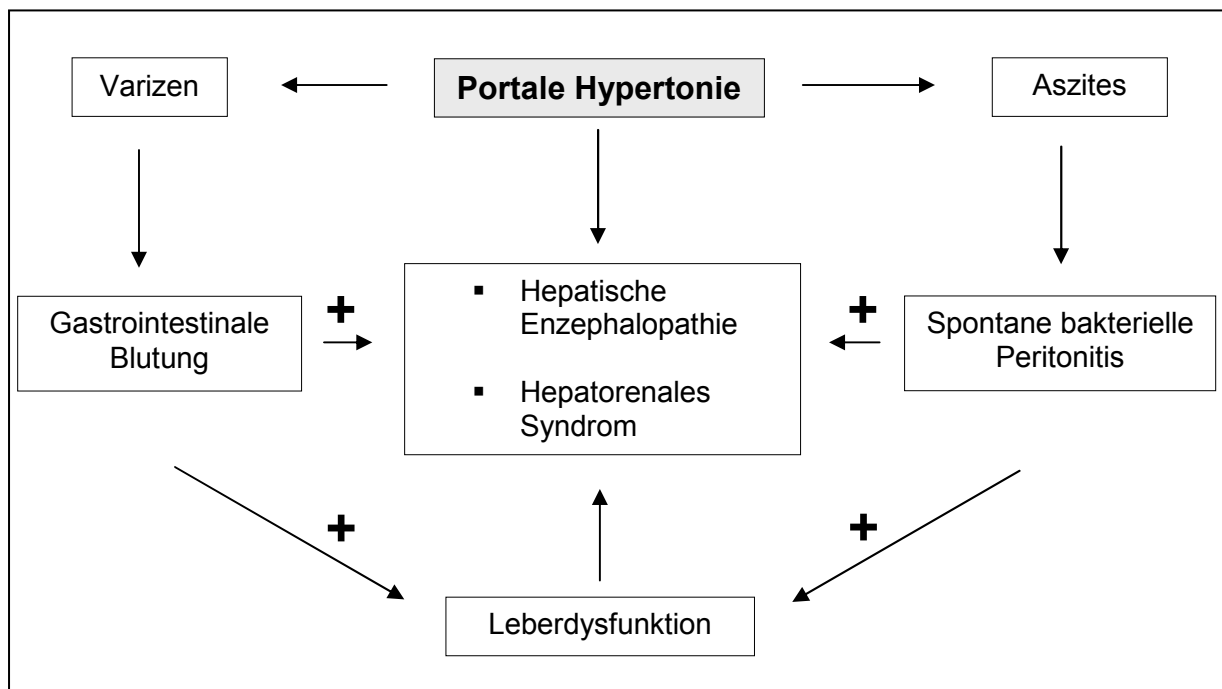 Varizen
Portale Hypertonie
Aszites
Gastrointestinale
Blutung
+
▪ Hepatische
Enzephalopathie
▪ Hepatorenales
Syndrom
+
Spontane bakterielle
Peritonitis
+
+
Leberdysfunktion